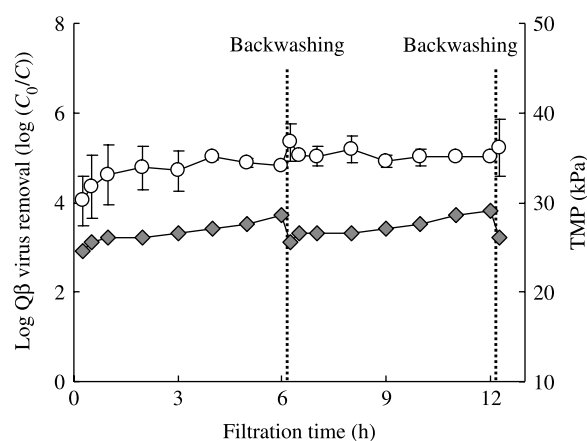 Backwashing Backwashing
Log Qβ virus removal (log (C₀/C))
8
6
4
2
0
TMP (kPa)
50
40
30
20
10
0 3 6 9 12
Filtration time (h)